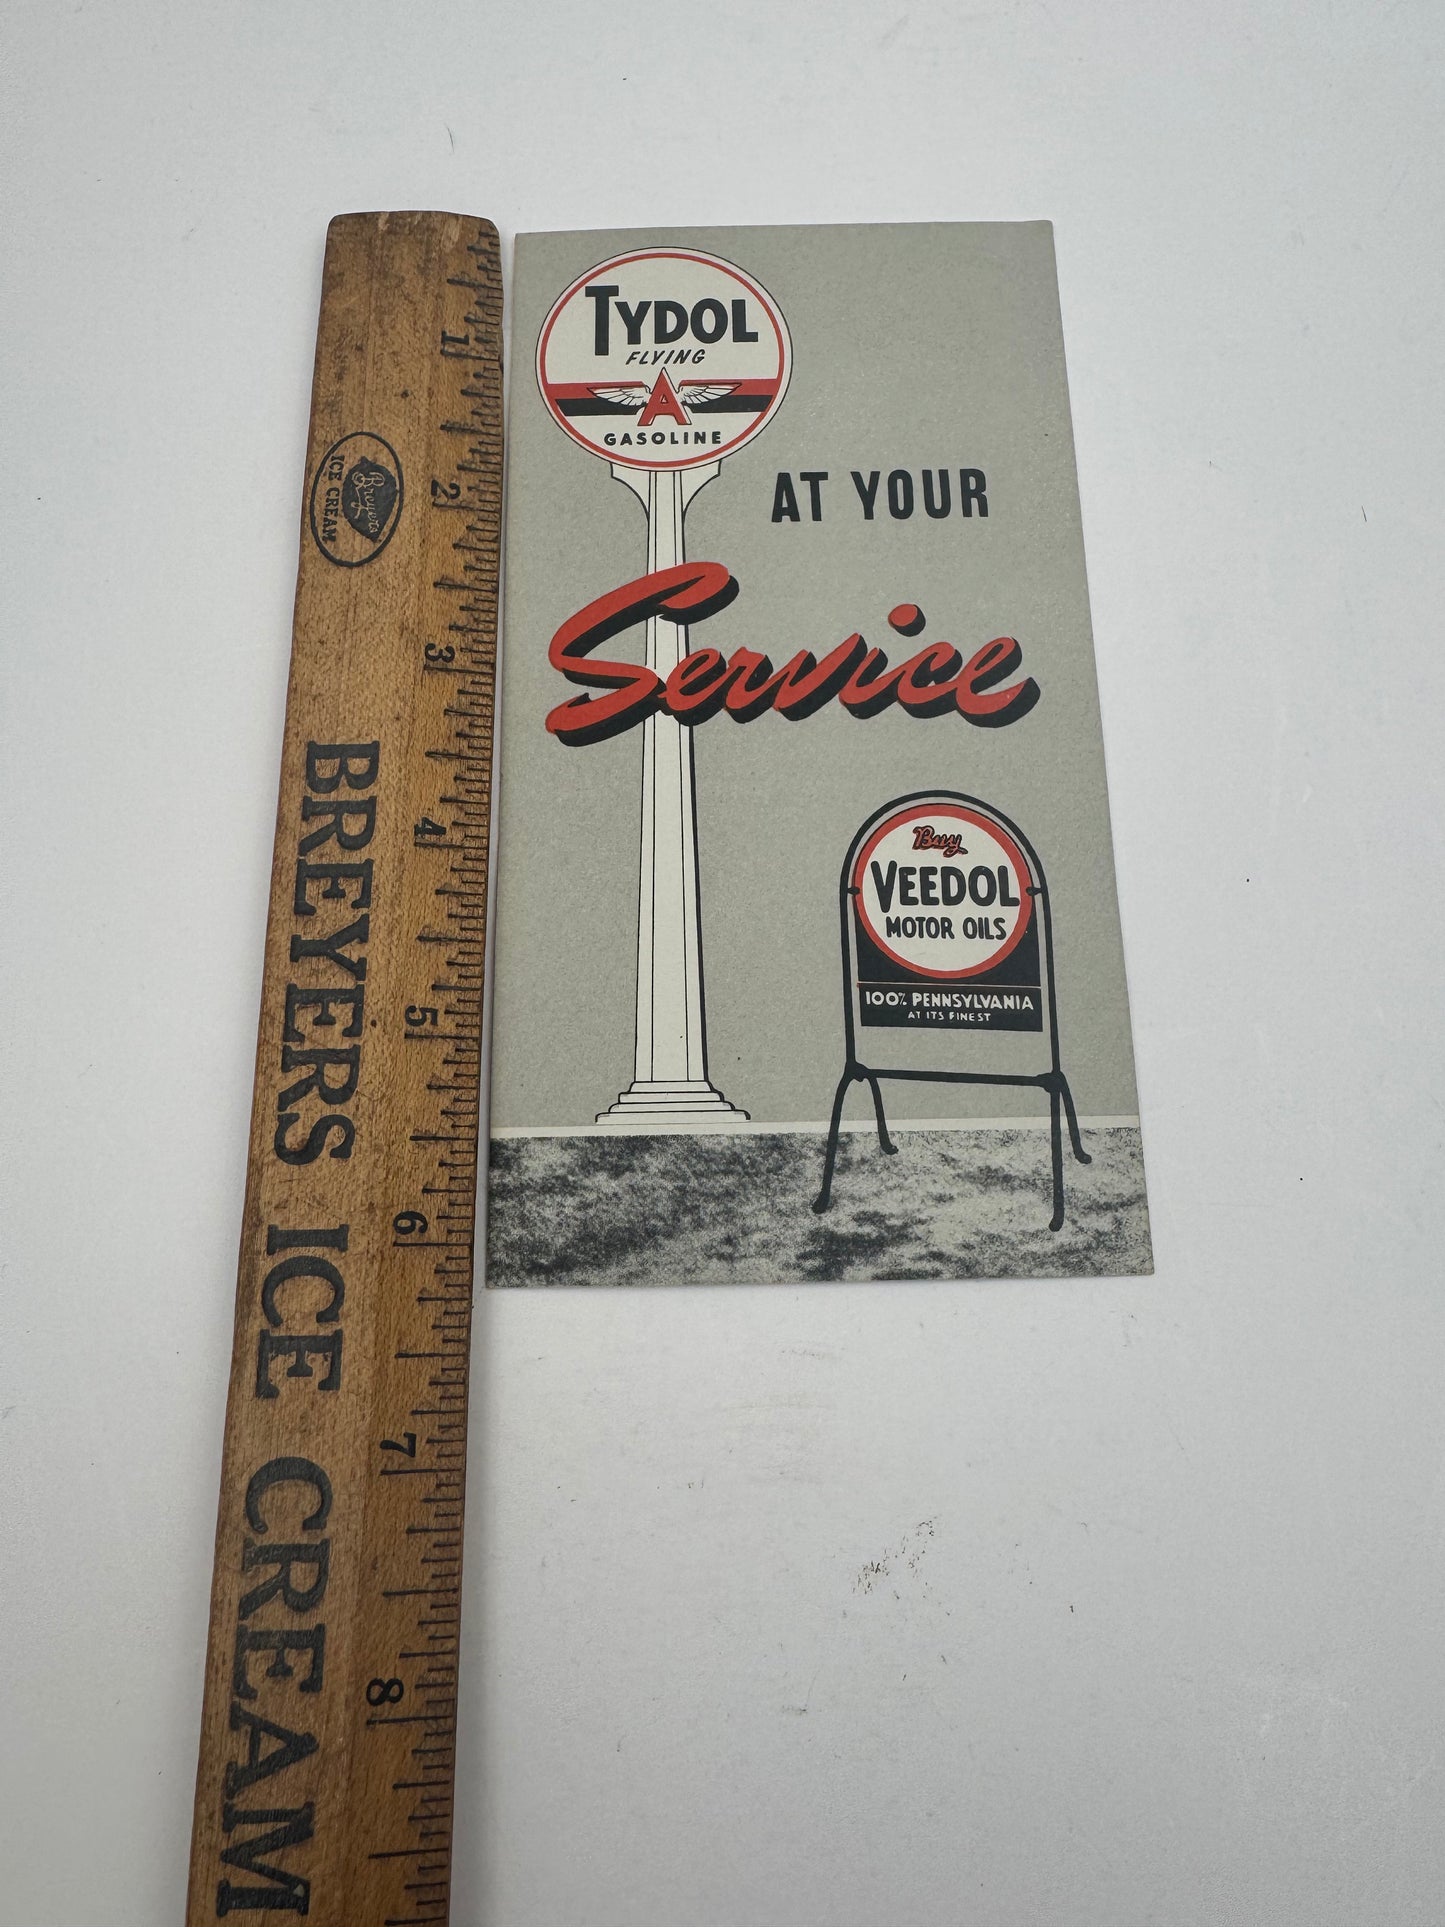 TYDOL
FLYING
A
GASOLINE
AT YOUR
Service
Buy
VEEDOL
MOTOR OILS
100% PENNSYLVANIA
AT ITS FINEST
1
2
3
4
5
6
7
8
Breyers
ICE CREAM
BREYERS ICE CREAM